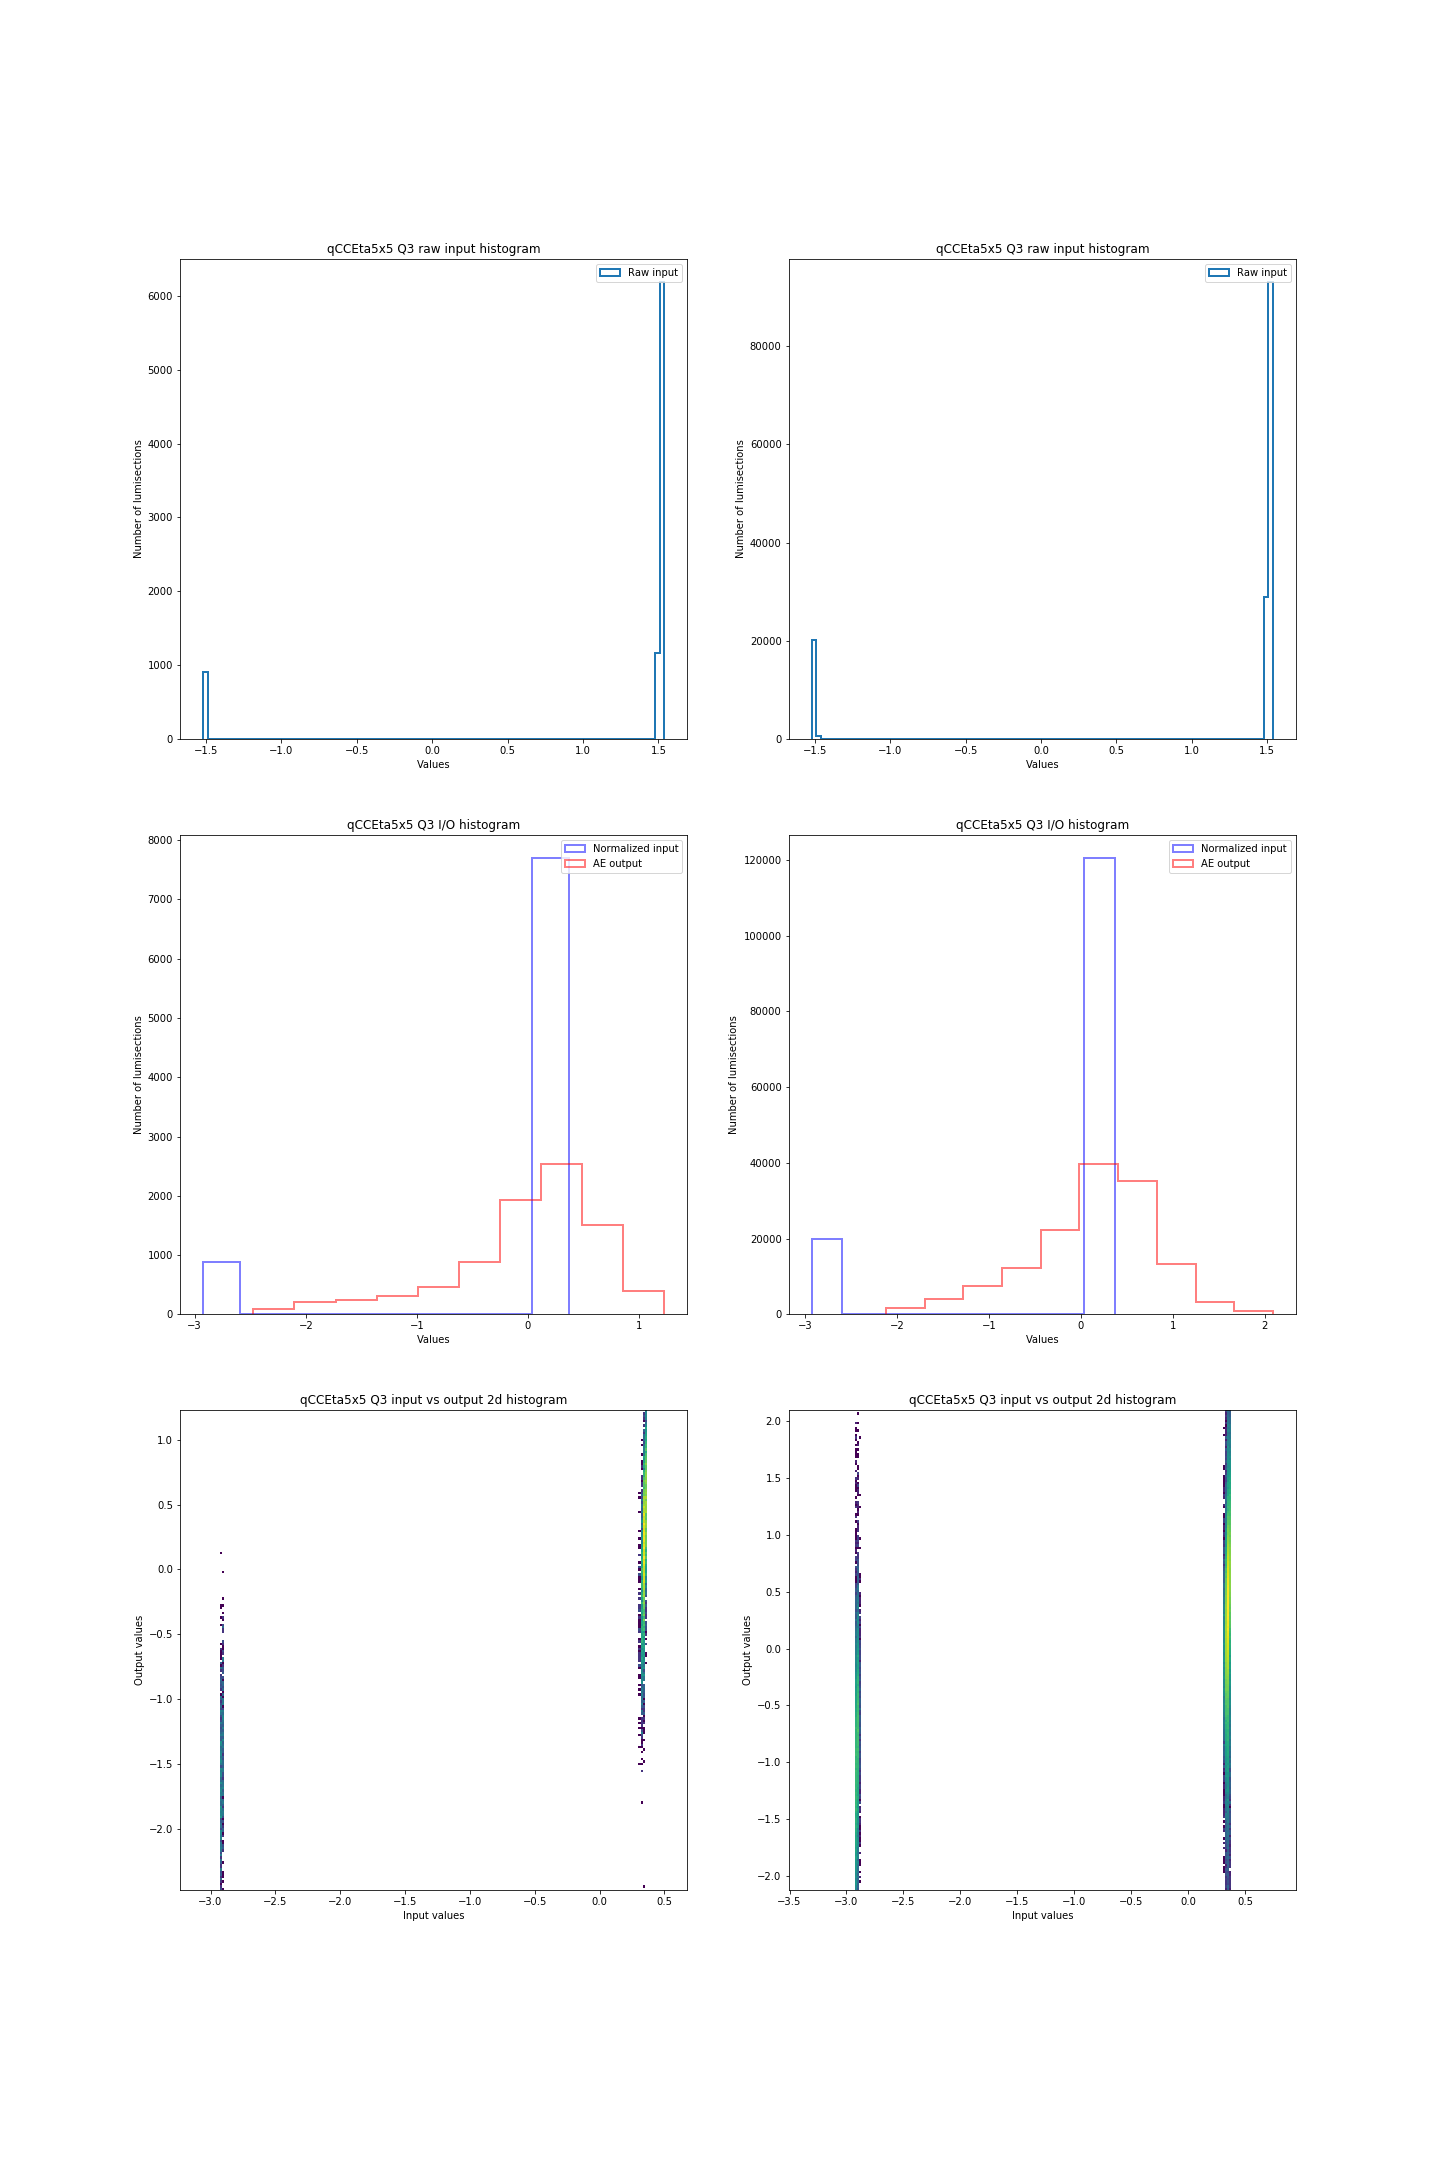 qCCEta5x5 Q3 raw input histogram
Raw input
6000
5000
4000
3000
2000
1000
0
Number of lumisections
−1.5 −1.0 −0.5 0.0 0.5 1.0 1.5
Values
qCCEta5x5 Q3 raw input histogram
Raw input
80000
60000
40000
20000
0
Number of lumisections
−1.5 −1.0 −0.5 0.0 0.5 1.0 1.5
Values
qCCEta5x5 Q3 I/O histogram
Normalized input
AE output
8000
7000
6000
5000
4000
3000
2000
1000
0
Number of lumisections
−3 −2 −1 0 1
Values
qCCEta5x5 Q3 I/O histogram
Normalized input
AE output
120000
100000
80000
60000
40000
20000
0
Number of lumisections
−3 −2 −1 0 1 2
Values
qCCEta5x5 Q3 input vs output 2d histogram
1.0
0.5
0.0
−0.5
−1.0
−1.5
−2.0
Output values
−3.0 −2.5 −2.0 −1.5 −1.0 −0.5 0.0 0.5
Input values
qCCEta5x5 Q3 input vs output 2d histogram
2.0
1.5
1.0
0.5
0.0
−0.5
−1.0
−1.5
−2.0
Output values
−3.5 −3.0 −2.5 −2.0 −1.5 −1.0 −0.5 0.0 0.5
Input values